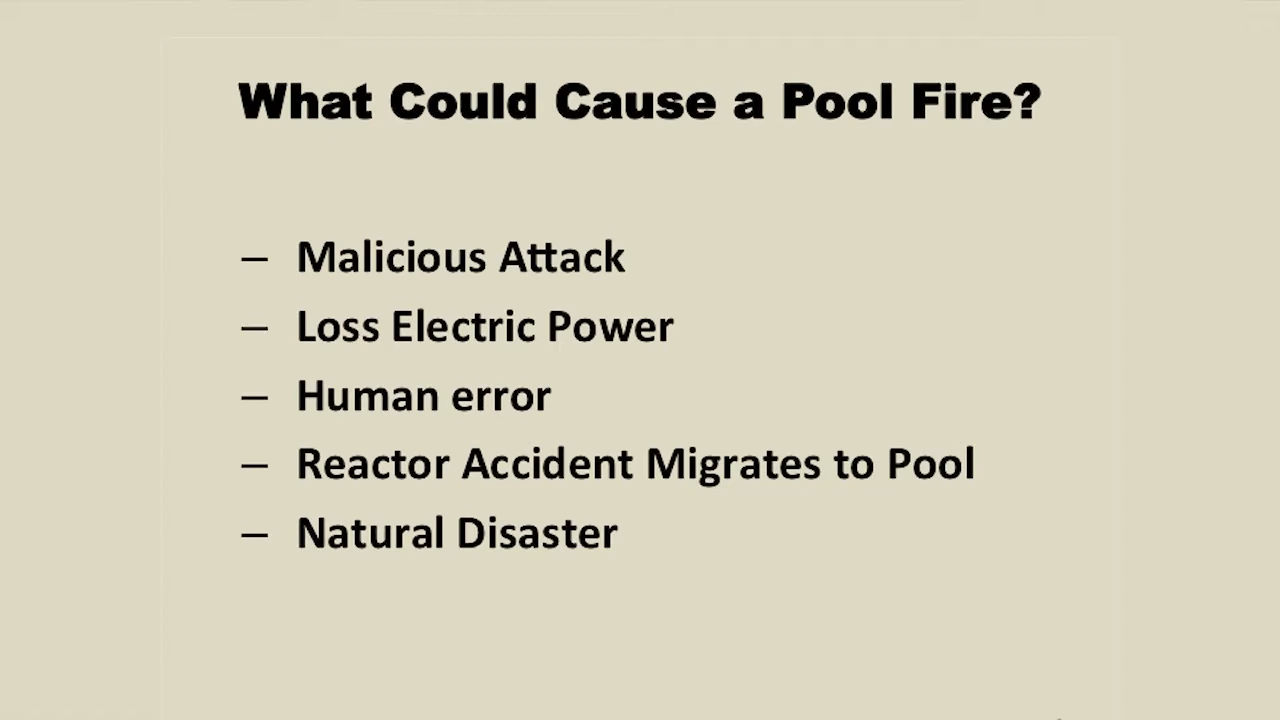 What Could Cause a Pool Fire?
– Malicious Attack
– Loss Electric Power
– Human error
– Reactor Accident Migrates to Pool
– Natural Disaster